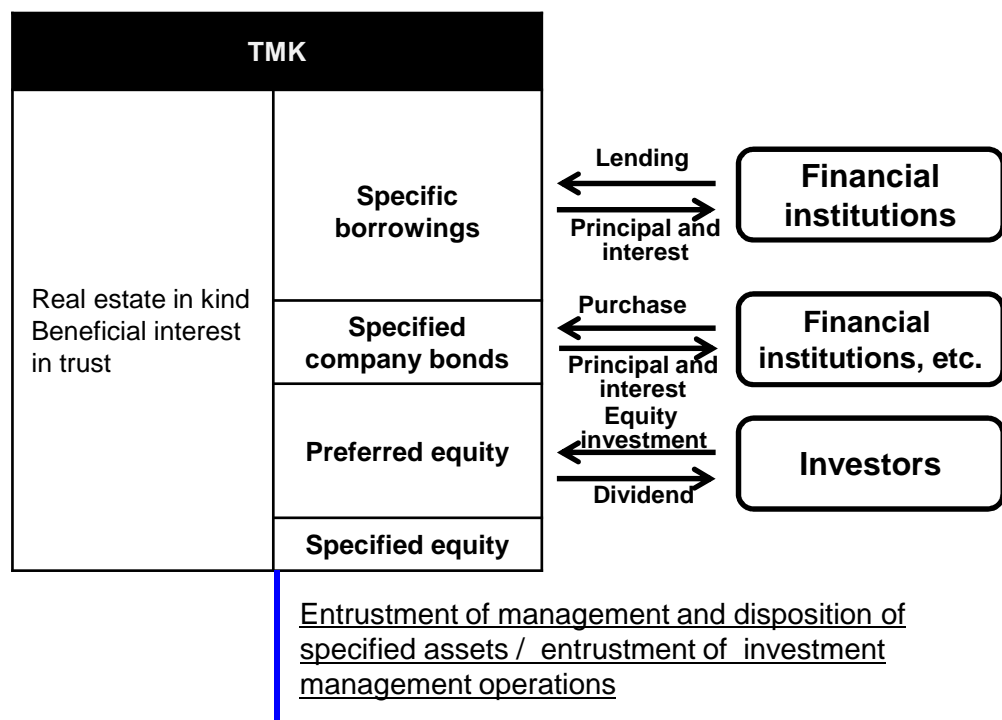 TMK
Real estate in kind
Beneficial interest
in trust
Specific
borrowings
Specified
company bonds
Preferred equity
Specified equity
Lending
Principal and
interest
Financial
institutions
Purchase
Principal and
interest
Financial
institutions, etc.
Equity
investment
Dividend
Investors
Entrustment of management and disposition of
specified assets / entrustment of investment
management operations